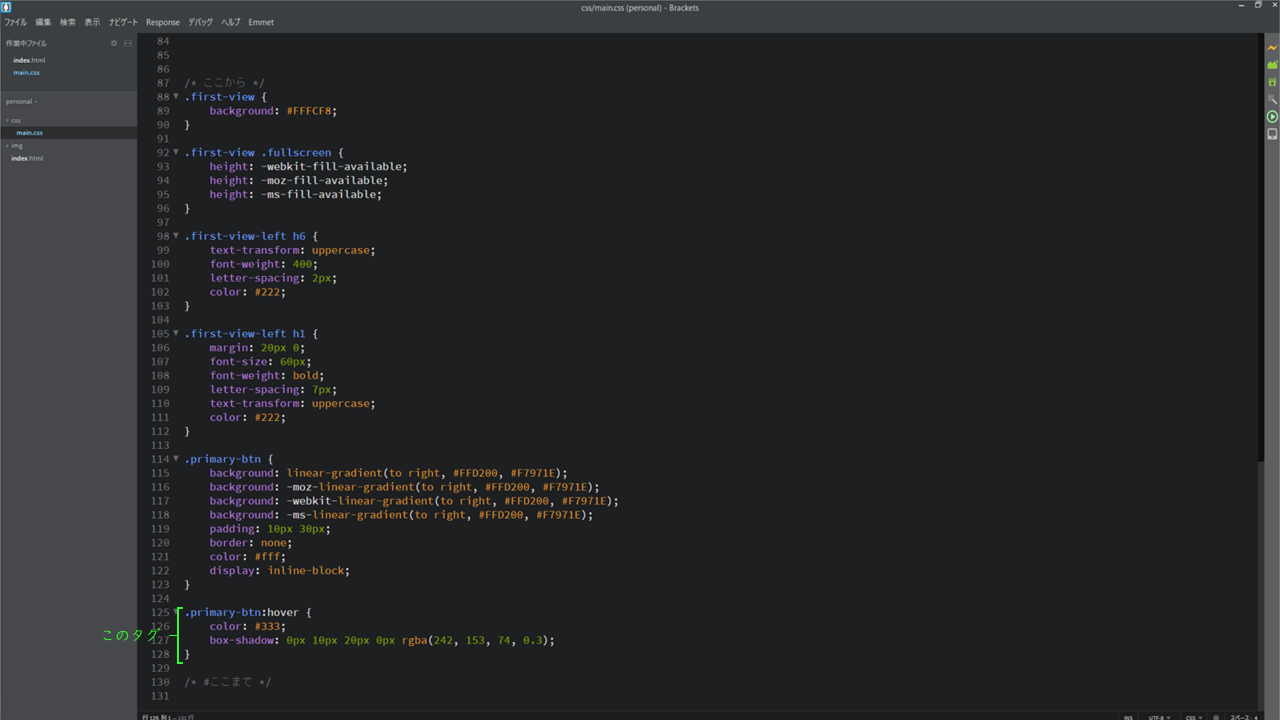 css/main.css (personal) - Brackets
ファイル 編集 検索 表示 ナビゲート Response デバッグ ヘルプ Emmet
作業中ファイル
index.html
main.css
personal
css
main.css
img
index.html
84
85
86
87 /* ここから */
88 .first-view {
89 background: #FFFCF8;
90 }
91
92 .first-view .fullscreen {
93 height: -webkit-fill-available;
94 height: -moz-fill-available;
95 height: -ms-fill-available;
96 }
97
98 .first-view-left h6 {
99 text-transform: uppercase;
100 font-weight: 400;
101 letter-spacing: 2px;
102 color: #222;
103 }
104
105 .first-view-left h1 {
106 margin: 20px 0;
107 font-size: 60px;
108 font-weight: bold;
109 letter-spacing: 7px;
110 text-transform: uppercase;
111 color: #222;
112 }
113
114 .primary-btn {
115 background: linear-gradient(to right, #FFD200, #F7971E);
116 background: -moz-linear-gradient(to right, #FFD200, #F7971E);
117 background: -webkit-linear-gradient(to right, #FFD200, #F7971E);
118 background: -ms-linear-gradient(to right, #FFD200, #F7971E);
119 padding: 10px 30px;
120 border: none;
121 color: #fff;
122 display: inline-block;
123 }
124
125 .primary-btn:hover {
126 color: #333;
このタグ
127 box-shadow: 0px 10px 20px 0px rgba(242, 153, 74, 0.3);
128 }
129
130 /* #ここまで */
131
行 129, 列 1 — 131 行
INS UTF-8 CSS スペース: 4